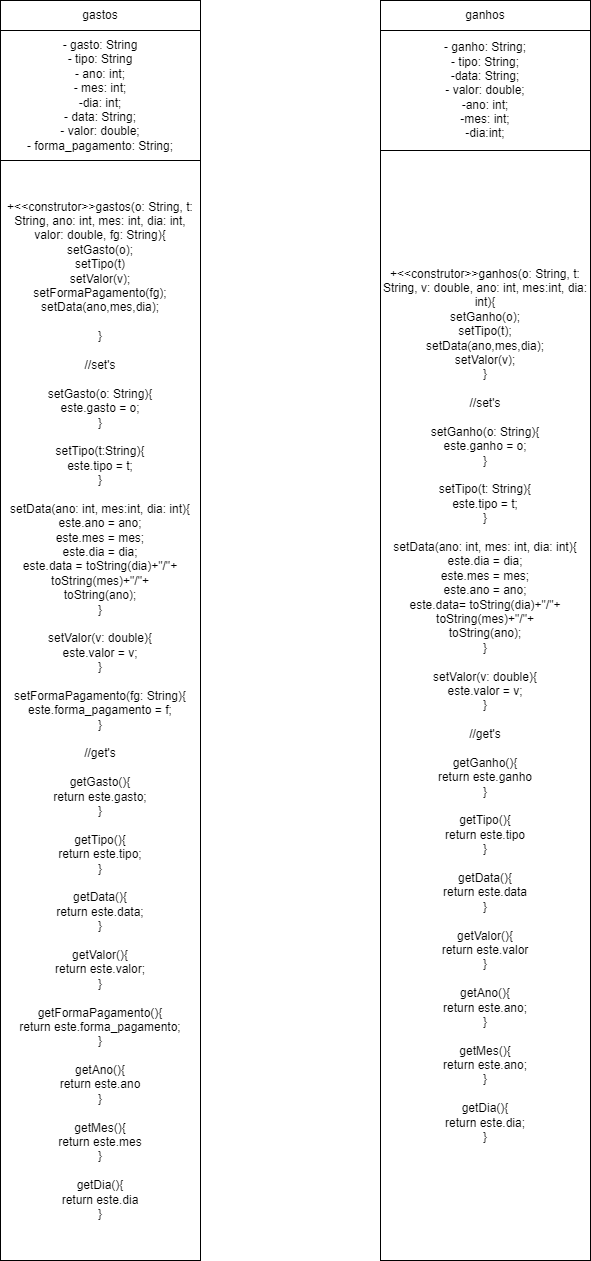 gastos
- gasto: String
- tipo: String
- ano: int;
- mes: int;
-dia: int;
- data: String;
- valor: double;
- forma_pagamento: String;
+<<construtor>>gastos(o: String, t:
String, ano: int, mes: int, dia: int,
valor: double, fg: String){
setGasto(o);
setTipo(t)
setValor(v);
setFormaPagamento(fg);
setData(ano,mes,dia);
}
//set's
setGasto(o: String){
este.gasto = o;
}
setTipo(t:String){
este.tipo = t;
}
setData(ano: int, mes:int, dia: int){
este.ano = ano;
este.mes = mes;
este.dia = dia;
este.data = toString(dia)+"/"+
toString(mes)+"/"+
toString(ano);
}
setValor(v: double){
este.valor = v;
}
setFormaPagamento(fg: String){
este.forma_pagamento = f;
}
//get's
getGasto(){
return este.gasto;
}
getTipo(){
return este.tipo;
}
getData(){
return este.data;
}
getValor(){
return este.valor;
}
getFormaPagamento(){
return este.forma_pagamento;
}
getAno(){
return este.ano
}
getMes(){
return este.mes
}
getDia(){
return este.dia
}
ganhos
- ganho: String;
- tipo: String;
-data: String;
- valor: double;
-ano: int;
-mes: int;
-dia:int;
+<<construtor>>ganhos(o: String, t:
String, v: double, ano: int, mes:int, dia:
int){
setGanho(o);
setTipo(t);
setData(ano,mes,dia);
setValor(v);
}
//set's
setGanho(o: String){
este.ganho = o;
}
setTipo(t: String){
este.tipo = t;
}
setData(ano: int, mes: int, dia: int){
este.dia = dia;
este.mes = mes;
este.ano = ano;
este.data= toString(dia)+"/"+
toString(mes)+"/"+
toString(ano);
}
setValor(v: double){
este.valor = v;
}
//get's
getGanho(){
return este.ganho
}
getTipo(){
return este.tipo
}
getData(){
return este.data
}
getValor(){
return este.valor
}
getAno(){
return este.ano;
}
getMes(){
return este.ano;
}
getDia(){
return este.dia;
}